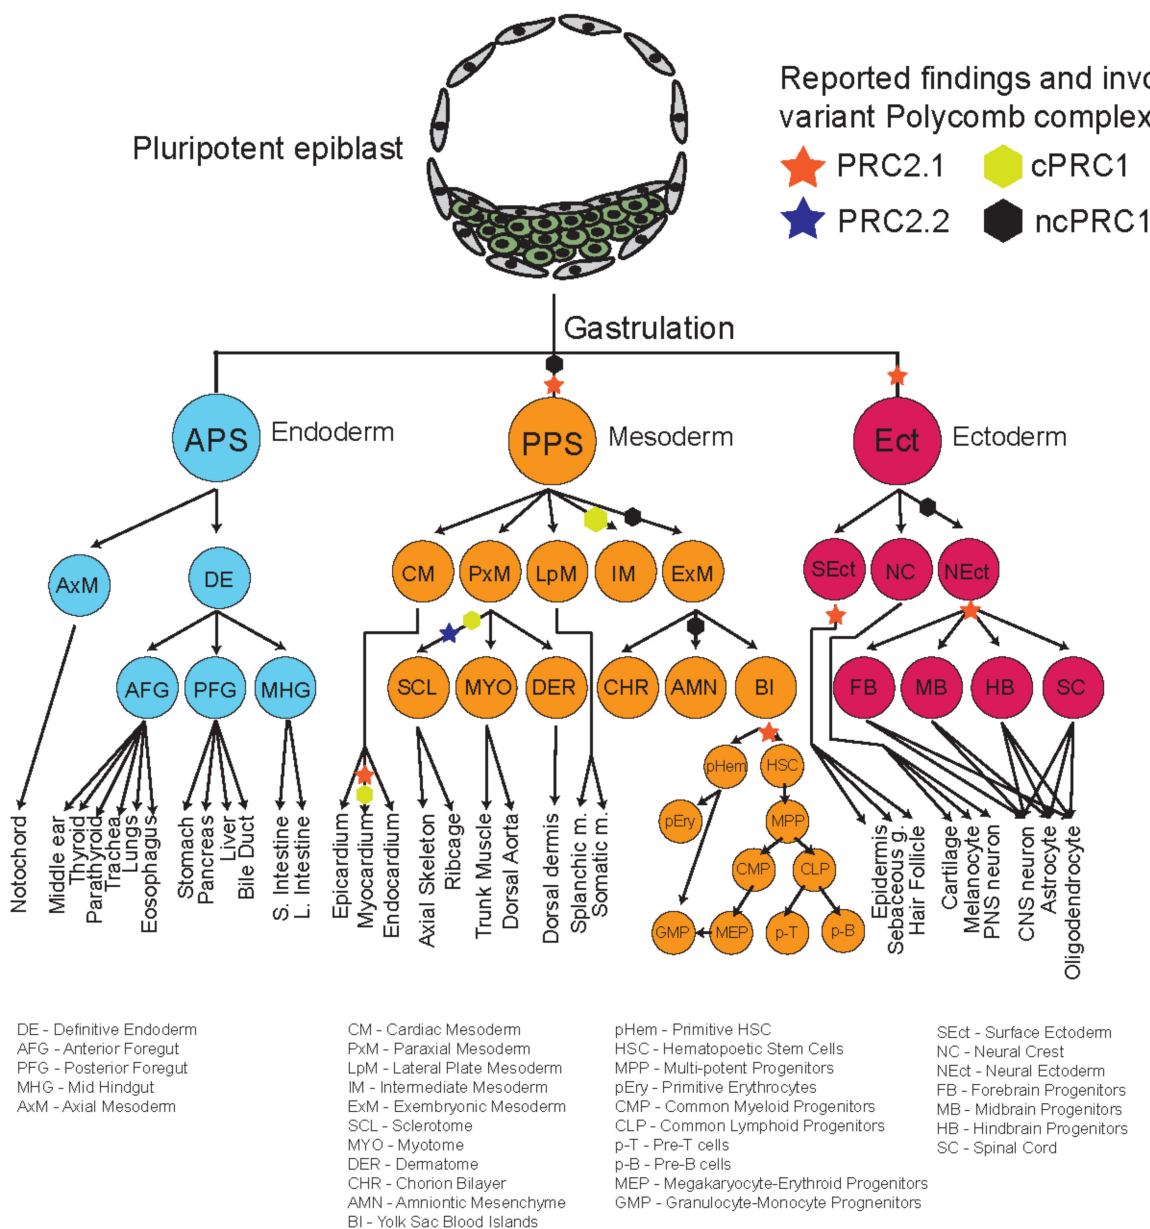 Reported findings and invo
variant Polycomb complex
Pluripotent epiblast
PRC2.1
cPRC1
PRC2.2
ncPRC1
Gastrulation
APS
Endoderm
PPS
Mesoderm
Ect
Ectoderm
AxM
DE
CM
PxM
LpM
IM
ExM
SEct
NC
NEct
AFG
PFG
MHG
SCL
MYO
DER
CHR
AMN
BI
FB
MB
HB
SC
pHem
HSC
pEry
MPP
CMP
CLP
GMP
MEP
p-T
p-B
Notochord
Middle ear
Thyroid
Parathyroid
Trachea
Lungs
Eosophagus
Stomach
Pancreas
Liver
Bile Duct
S. Intestine
L. Intestine
Epicardium
Myocardium
Endocardium
Axial Skeleton
Ribcage
Trunk Muscle
Dorsal Aorta
Dorsal dermis
Splanchic m.
Somatic m.
Epidermis
Sebaceous g.
Hair Follicle
Cartilage
Melanocyte
PNS neuron
CNS neuron
Astrocyte
Oligodendrocyte
DE - Definitive Endoderm
AFG - Anterior Foregut
PFG - Posterior Foregut
MHG - Mid Hindgut
AxM - Axial Mesoderm
CM - Cardiac Mesoderm
PxM - Paraxial Mesoderm
LpM - Lateral Plate Mesoderm
IM - Intermediate Mesoderm
ExM - Exembryonic Mesoderm
SCL - Sclerotome
MYO - Myotome
DER - Dermatome
CHR - Chorion Bilayer
AMN - Amniontic Mesenchyme
BI - Yolk Sac Blood Islands
pHem - Primitive HSC
HSC - Hematopoetic Stem Cells
MPP - Multi-potent Progenitors
pEry - Primitive Erythrocytes
CMP - Common Myeloid Progenitors
CLP - Common Lymphoid Progenitors
p-T - Pre-T cells
p-B - Pre-B cells
MEP - Megakaryocyte-Erythroid Progenitors
GMP - Granulocyte-Monocyte Prognenitors
SEct - Surface Ectoderm
NC - Neural Crest
NEct - Neural Ectoderm
FB - Forebrain Progenitors
MB - Midbrain Progenitors
HB - Hindbrain Progenitors
SC - Spinal Cord